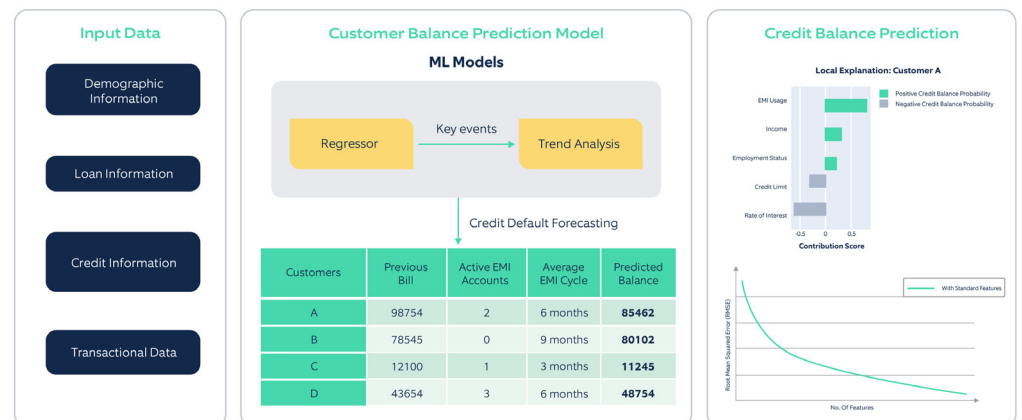 Input Data
Demographic
Information
Loan Information
Credit Information
Transactional Data
Customer Balance Prediction Model
ML Models
Regressor
Key events
Trend Analysis
Credit Default Forecasting
Customers Previous Bill Active EMI Accounts Average EMI Cycle Predicted Balance
A 98754 2 6 months 85462
B 78545 0 9 months 80102
C 12100 1 3 months 11245
D 43654 3 6 months 48754
Credit Balance Prediction
Local Explanation: Customer A
Positive Credit Balance Probability
Negative Credit Balance Probability
EMI Usage
Income
Employment Status
Credit Limit
Rate of Interest
-0.5 0 0.5
Contribution Score
With Standard Features
Root Mean Squared Error (RMSE)
No. Of Features